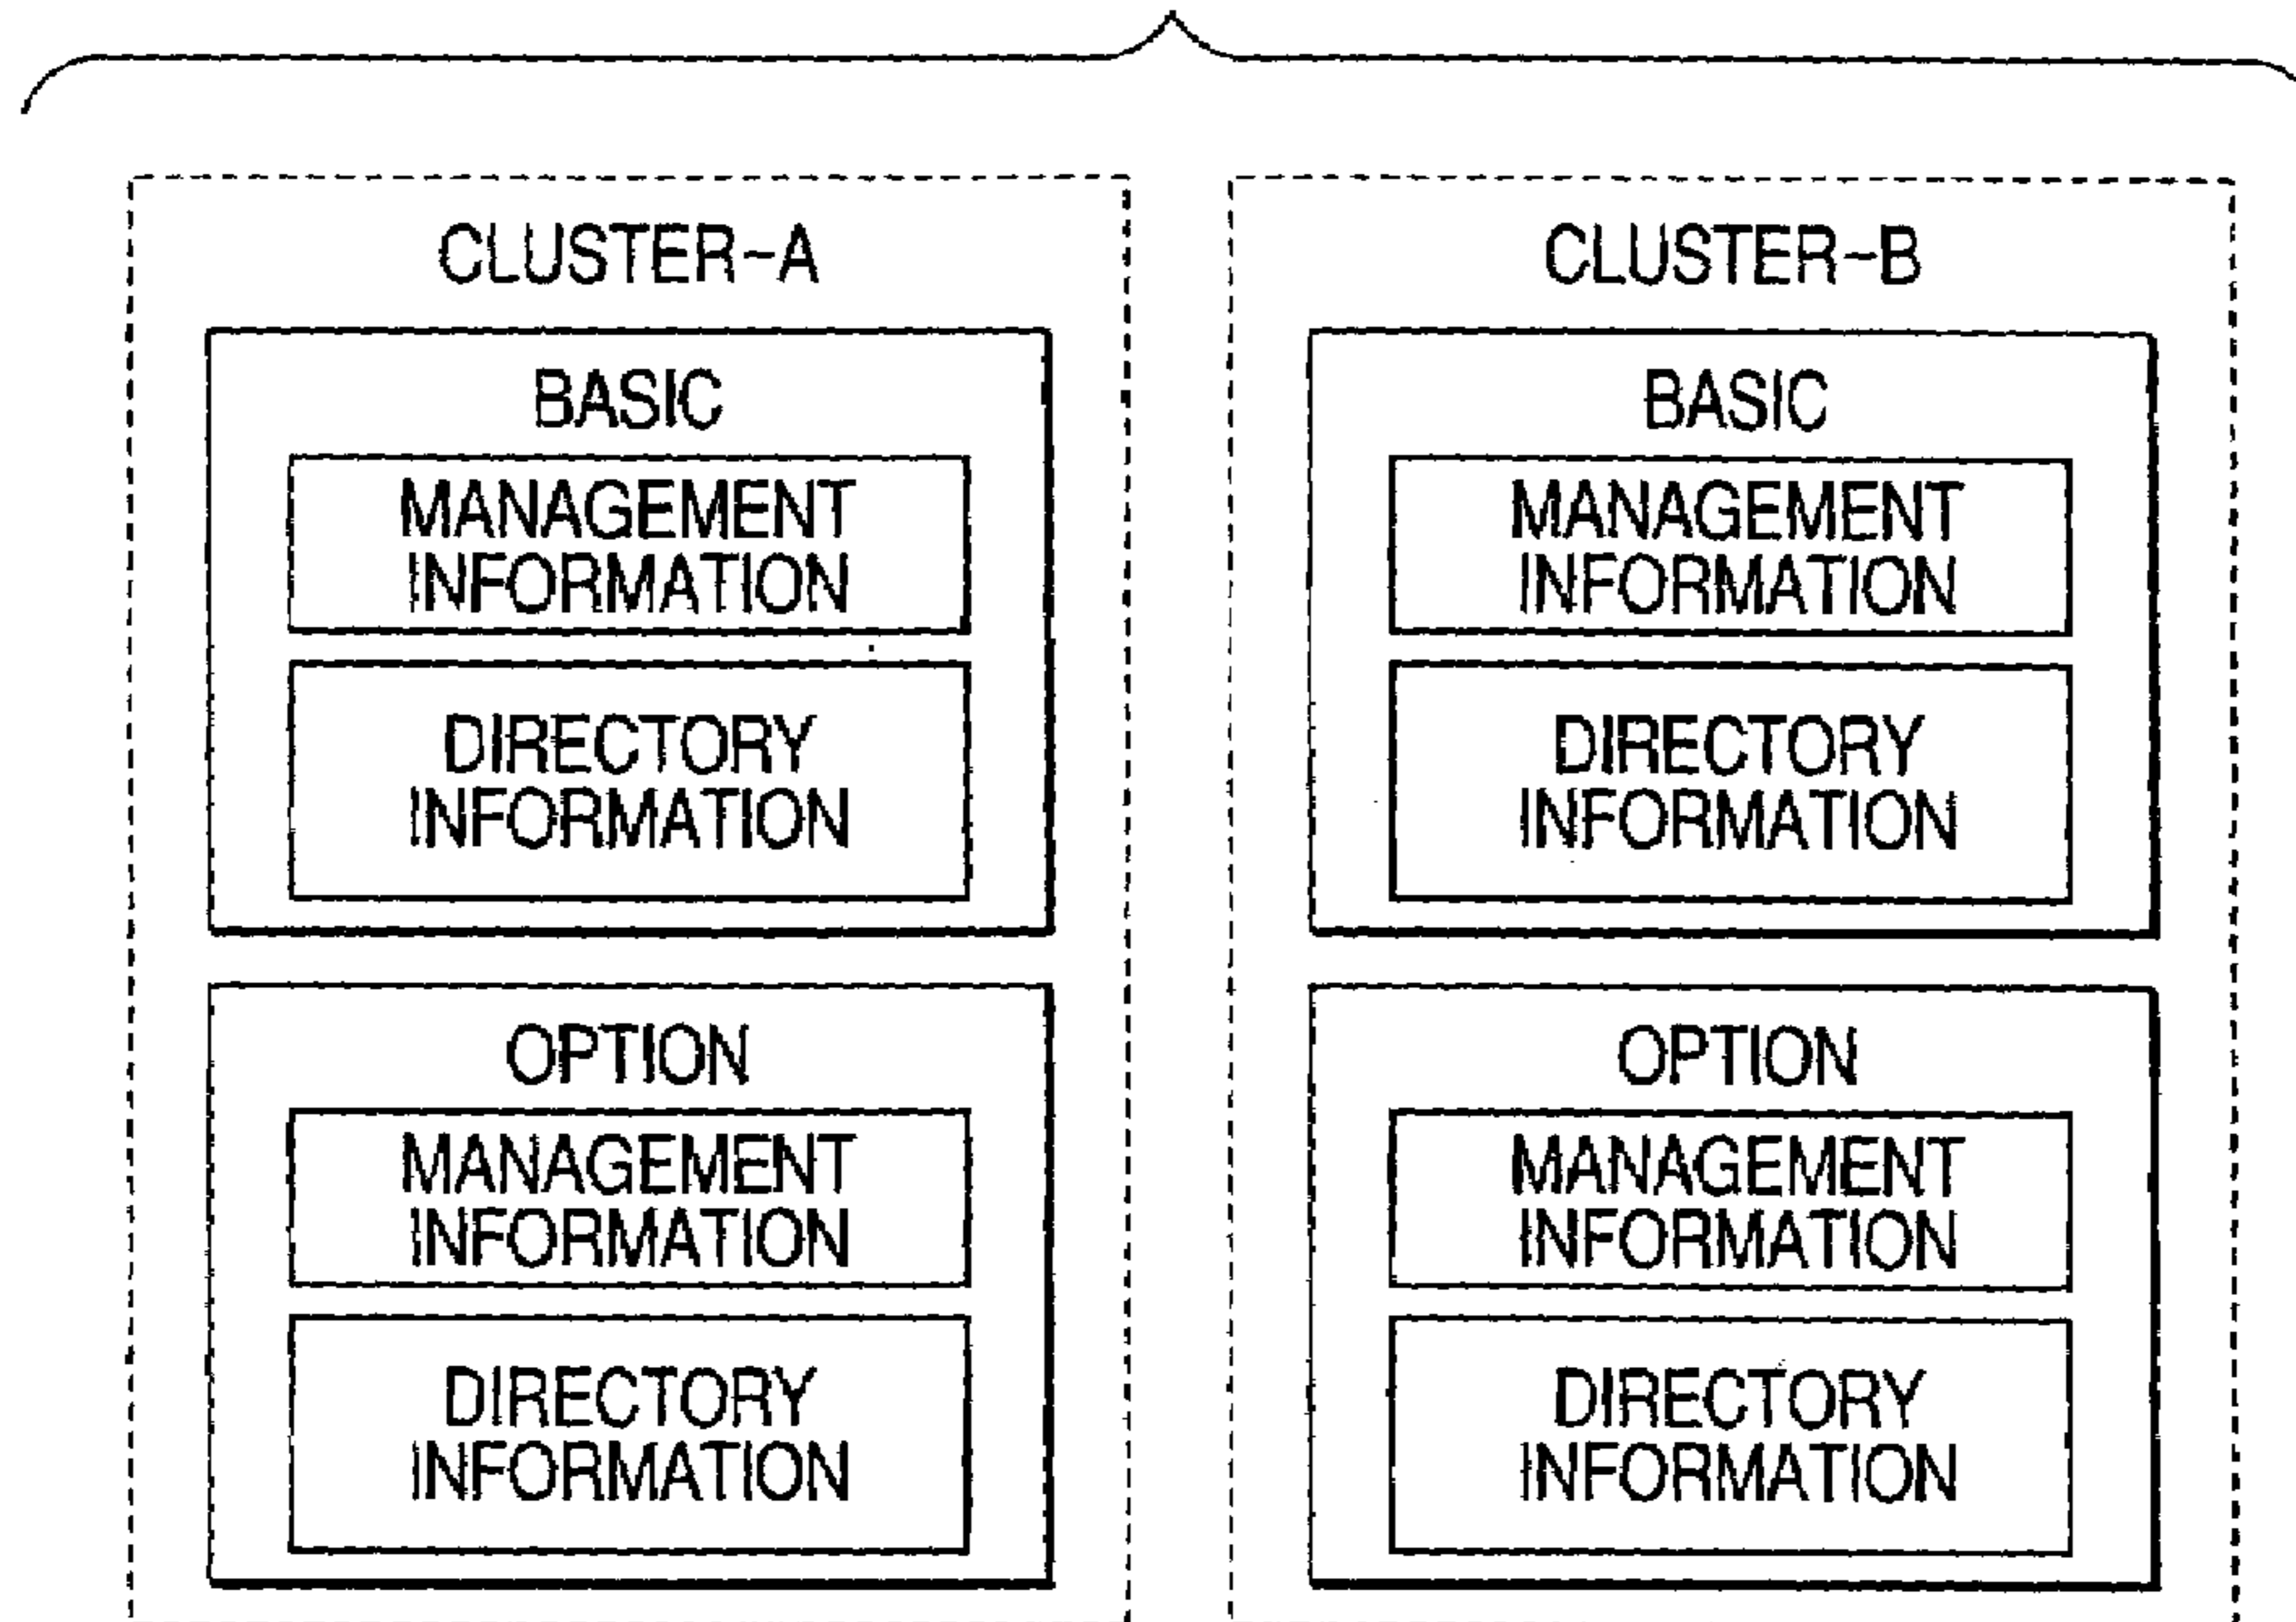 CLUSTER-A
BASIC
MANAGEMENT
INFORMATION
DIRECTORY
INFORMATION
OPTION
MANAGEMENT
INFORMATION
DIRECTORY
INFORMATION
CLUSTER-B
BASIC
MANAGEMENT
INFORMATION
DIRECTORY
INFORMATION
OPTION
MANAGEMENT
INFORMATION
DIRECTORY
INFORMATION